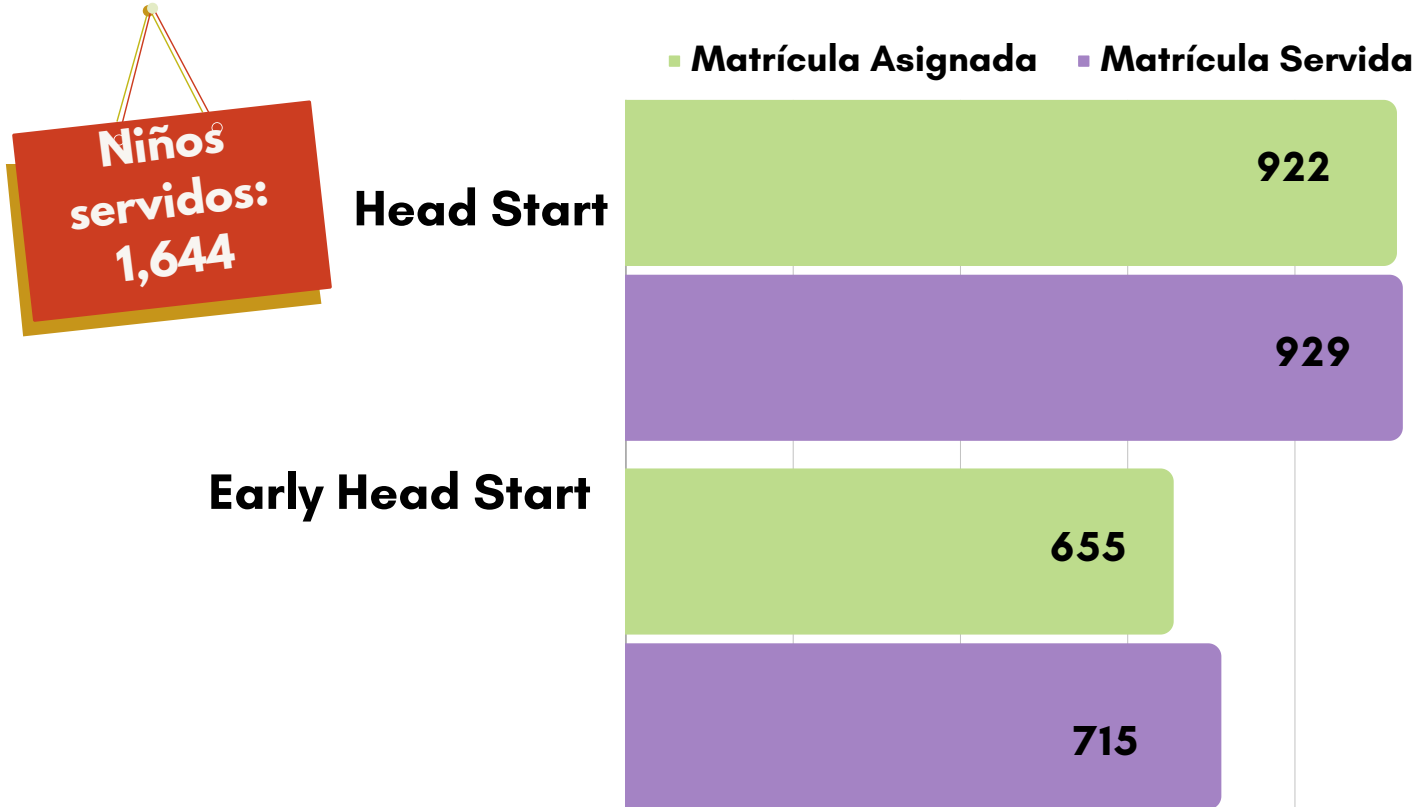 Niños
servidos:
1,644
Matrícula Asignada
Matrícula Servida
Head Start
922
929
Early Head Start
655
715